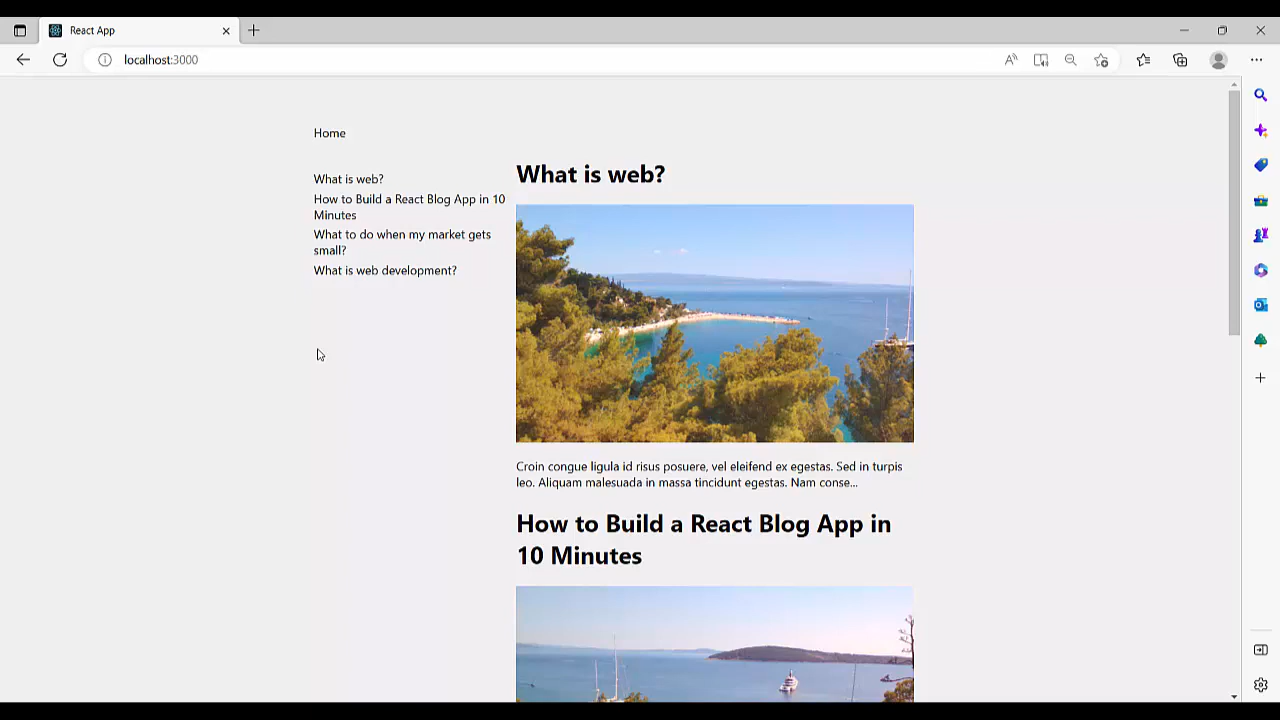 React App
localhost:3000
Home
What is web?
How to Build a React Blog App in 10
Minutes
What to do when my market gets
small?
What is web development?
What is web?
Croin congue ligula id risus posuere, vel eleifend ex egestas. Sed in turpis
leo. Aliquam malesuada in massa tincidunt egestas. Nam conse...
How to Build a React Blog App in
10 Minutes